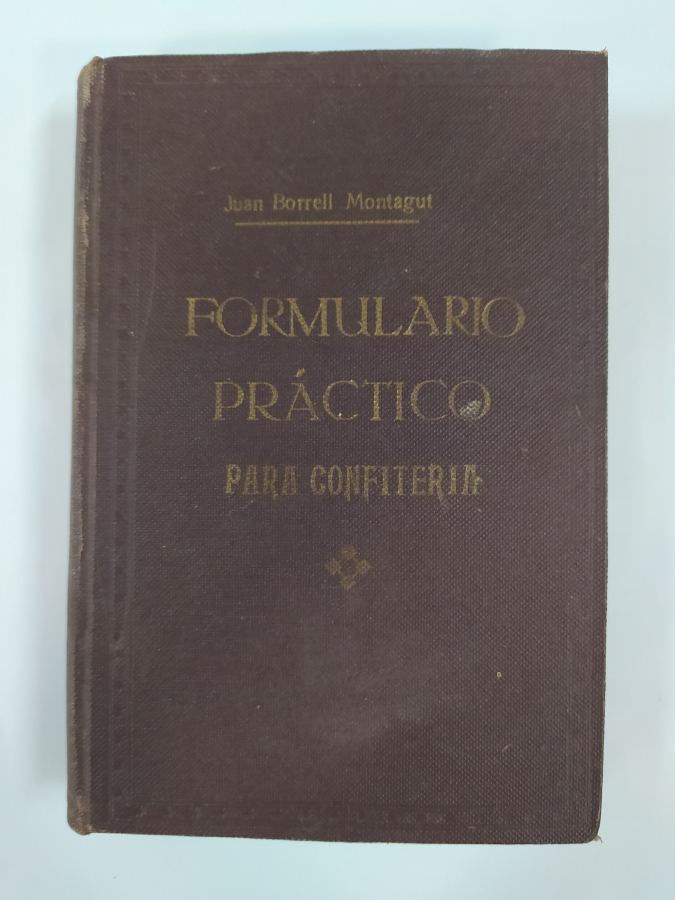 Juan Borrell Montagut
FORMULARIO
PRÁCTICO
PARA CONFITERIA